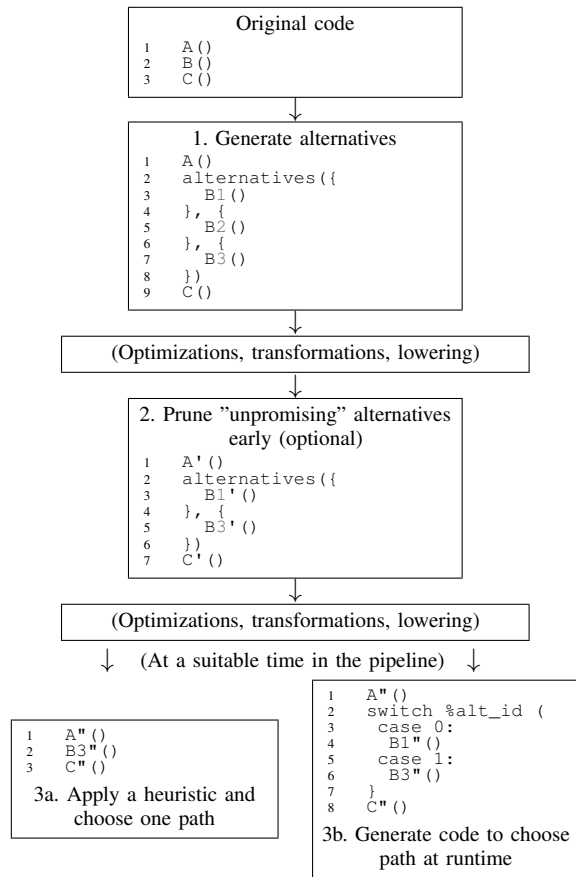 Original code
1 A()
2 B()
3 C()
1. Generate alternatives
1 A()
2 alternatives({
3 B1()
4 }, {
5 B2()
6 }, {
7 B3()
8 })
9 C()
(Optimizations, transformations, lowering)
2. Prune ”unpromising” alternatives
early (optional)
1 A'()
2 alternatives({
3 B1'()
4 }, {
5 B3'()
6 })
7 C'()
(Optimizations, transformations, lowering)
(At a suitable time in the pipeline)
1 A"()
2 B3"()
3 C"()
3a. Apply a heuristic and
choose one path
1 A"()
2 switch %alt_id (
3 case 0:
4 B1"()
5 case 1:
6 B3"()
7 }
8 C"()
3b. Generate code to choose
path at runtime